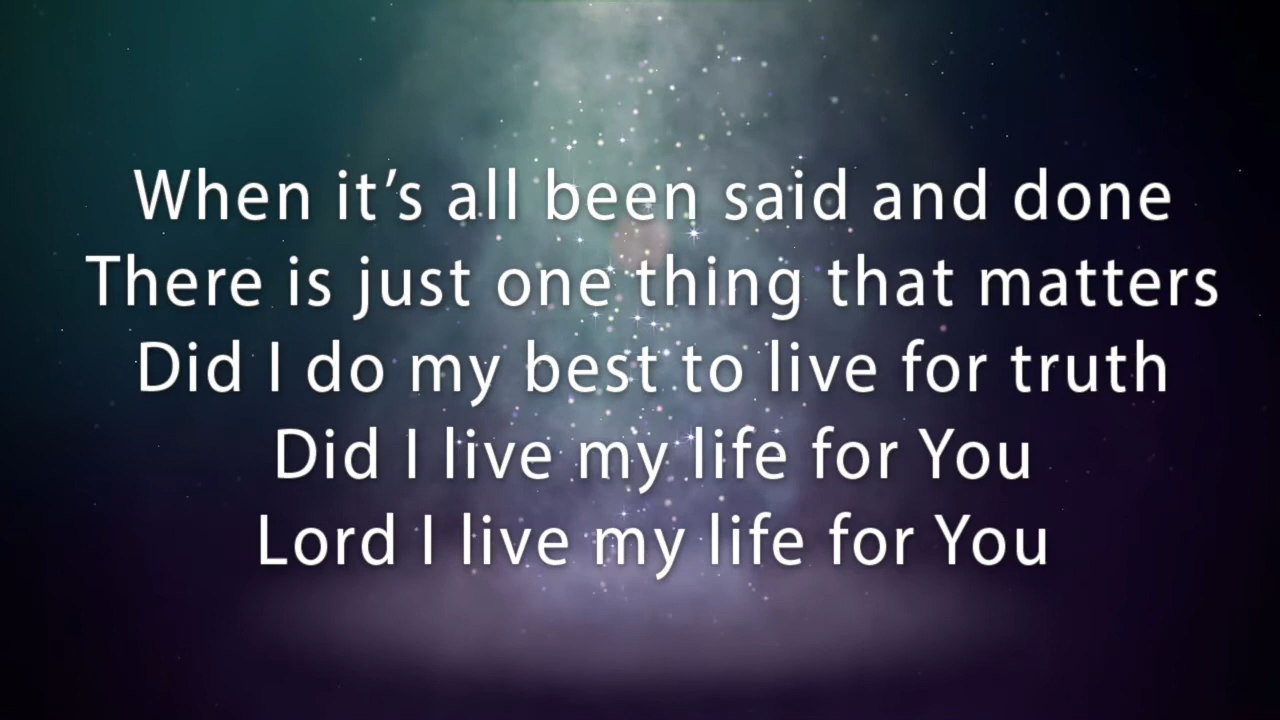 When it’s all been said and done
There is just one thing that matters
Did I do my best to live for truth
Did I live my life for You
Lord I live my life for You